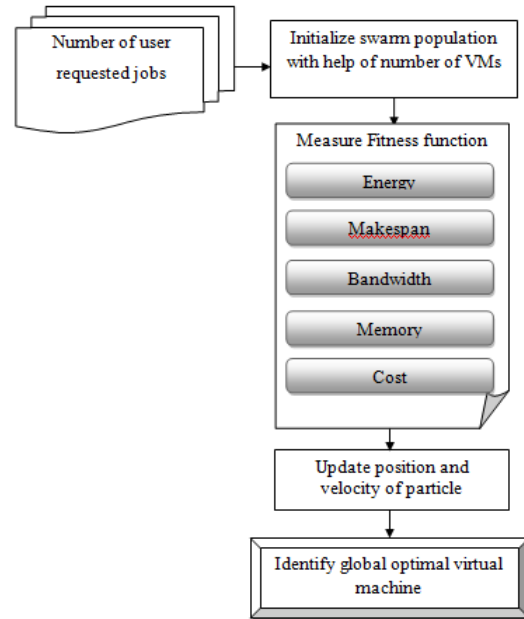 Number of user
requested jobs
Initialize swarm population
with help of number of VMs
Measure Fitness function
Energy
Makespan
Bandwidth
Memory
Cost
Update position and
velocity of particle
Identify global optimal virtual
machine